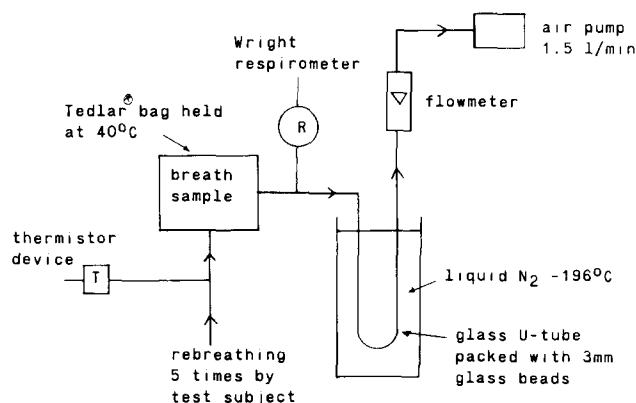 air pump
1.5 l/min
Wright
respirometer
flowmeter
Tedlar® bag held
at 40°C
R
breath
sample
thermistor
device
T
liquid N₂ -196°C
glass U-tube
packed with 3mm
glass beads
rebreathing
5 times by
test subject